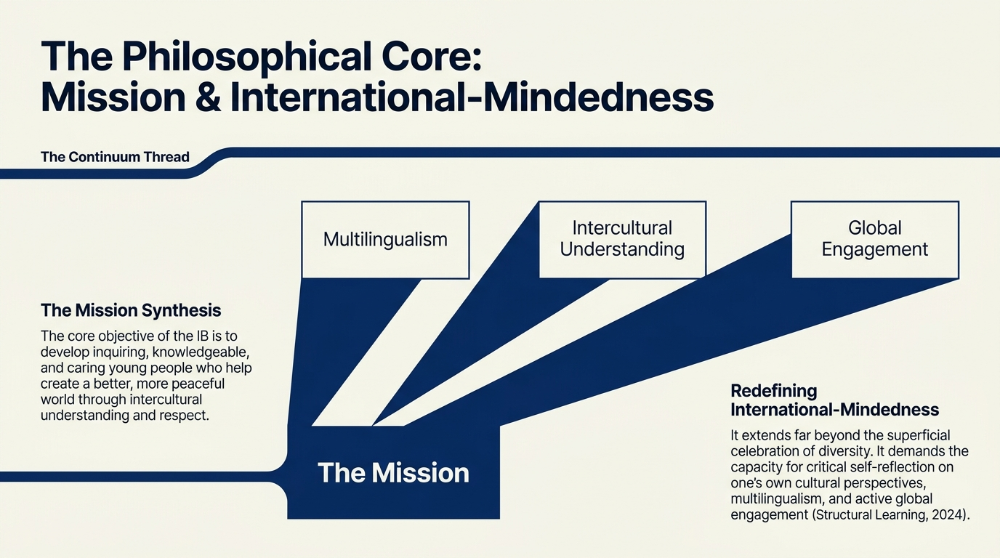 The Philosophical Core:
Mission & International-Mindedness
The Continuum Thread
Multilingualism
Intercultural
Understanding
Global
Engagement
The Mission Synthesis
The core objective of the IB is to
develop inquiring, knowledgeable,
and caring young people who help
create a better, more peaceful
world through intercultural
understanding and respect.
The Mission
Redefining
International-Mindedness
It extends far beyond the superficial
celebration of diversity. It demands the
capacity for critical self-reflection on
one's own cultural perspectives,
multilingualism, and active global
engagement (Structural Learning, 2024).